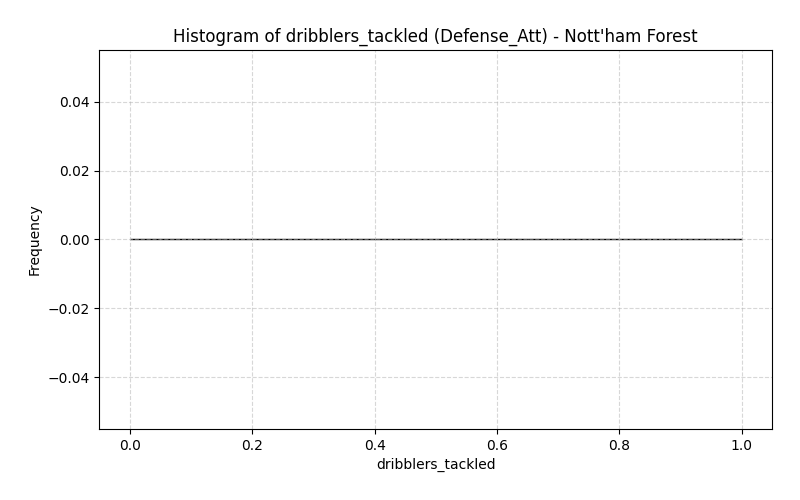 Histogram of dribblers_tackled (Defense_Att) - Nott'ham Forest
0.04
0.02
0.00
−0.02
−0.04
Frequency
0.0 0.2 0.4 0.6 0.8 1.0
dribblers_tackled